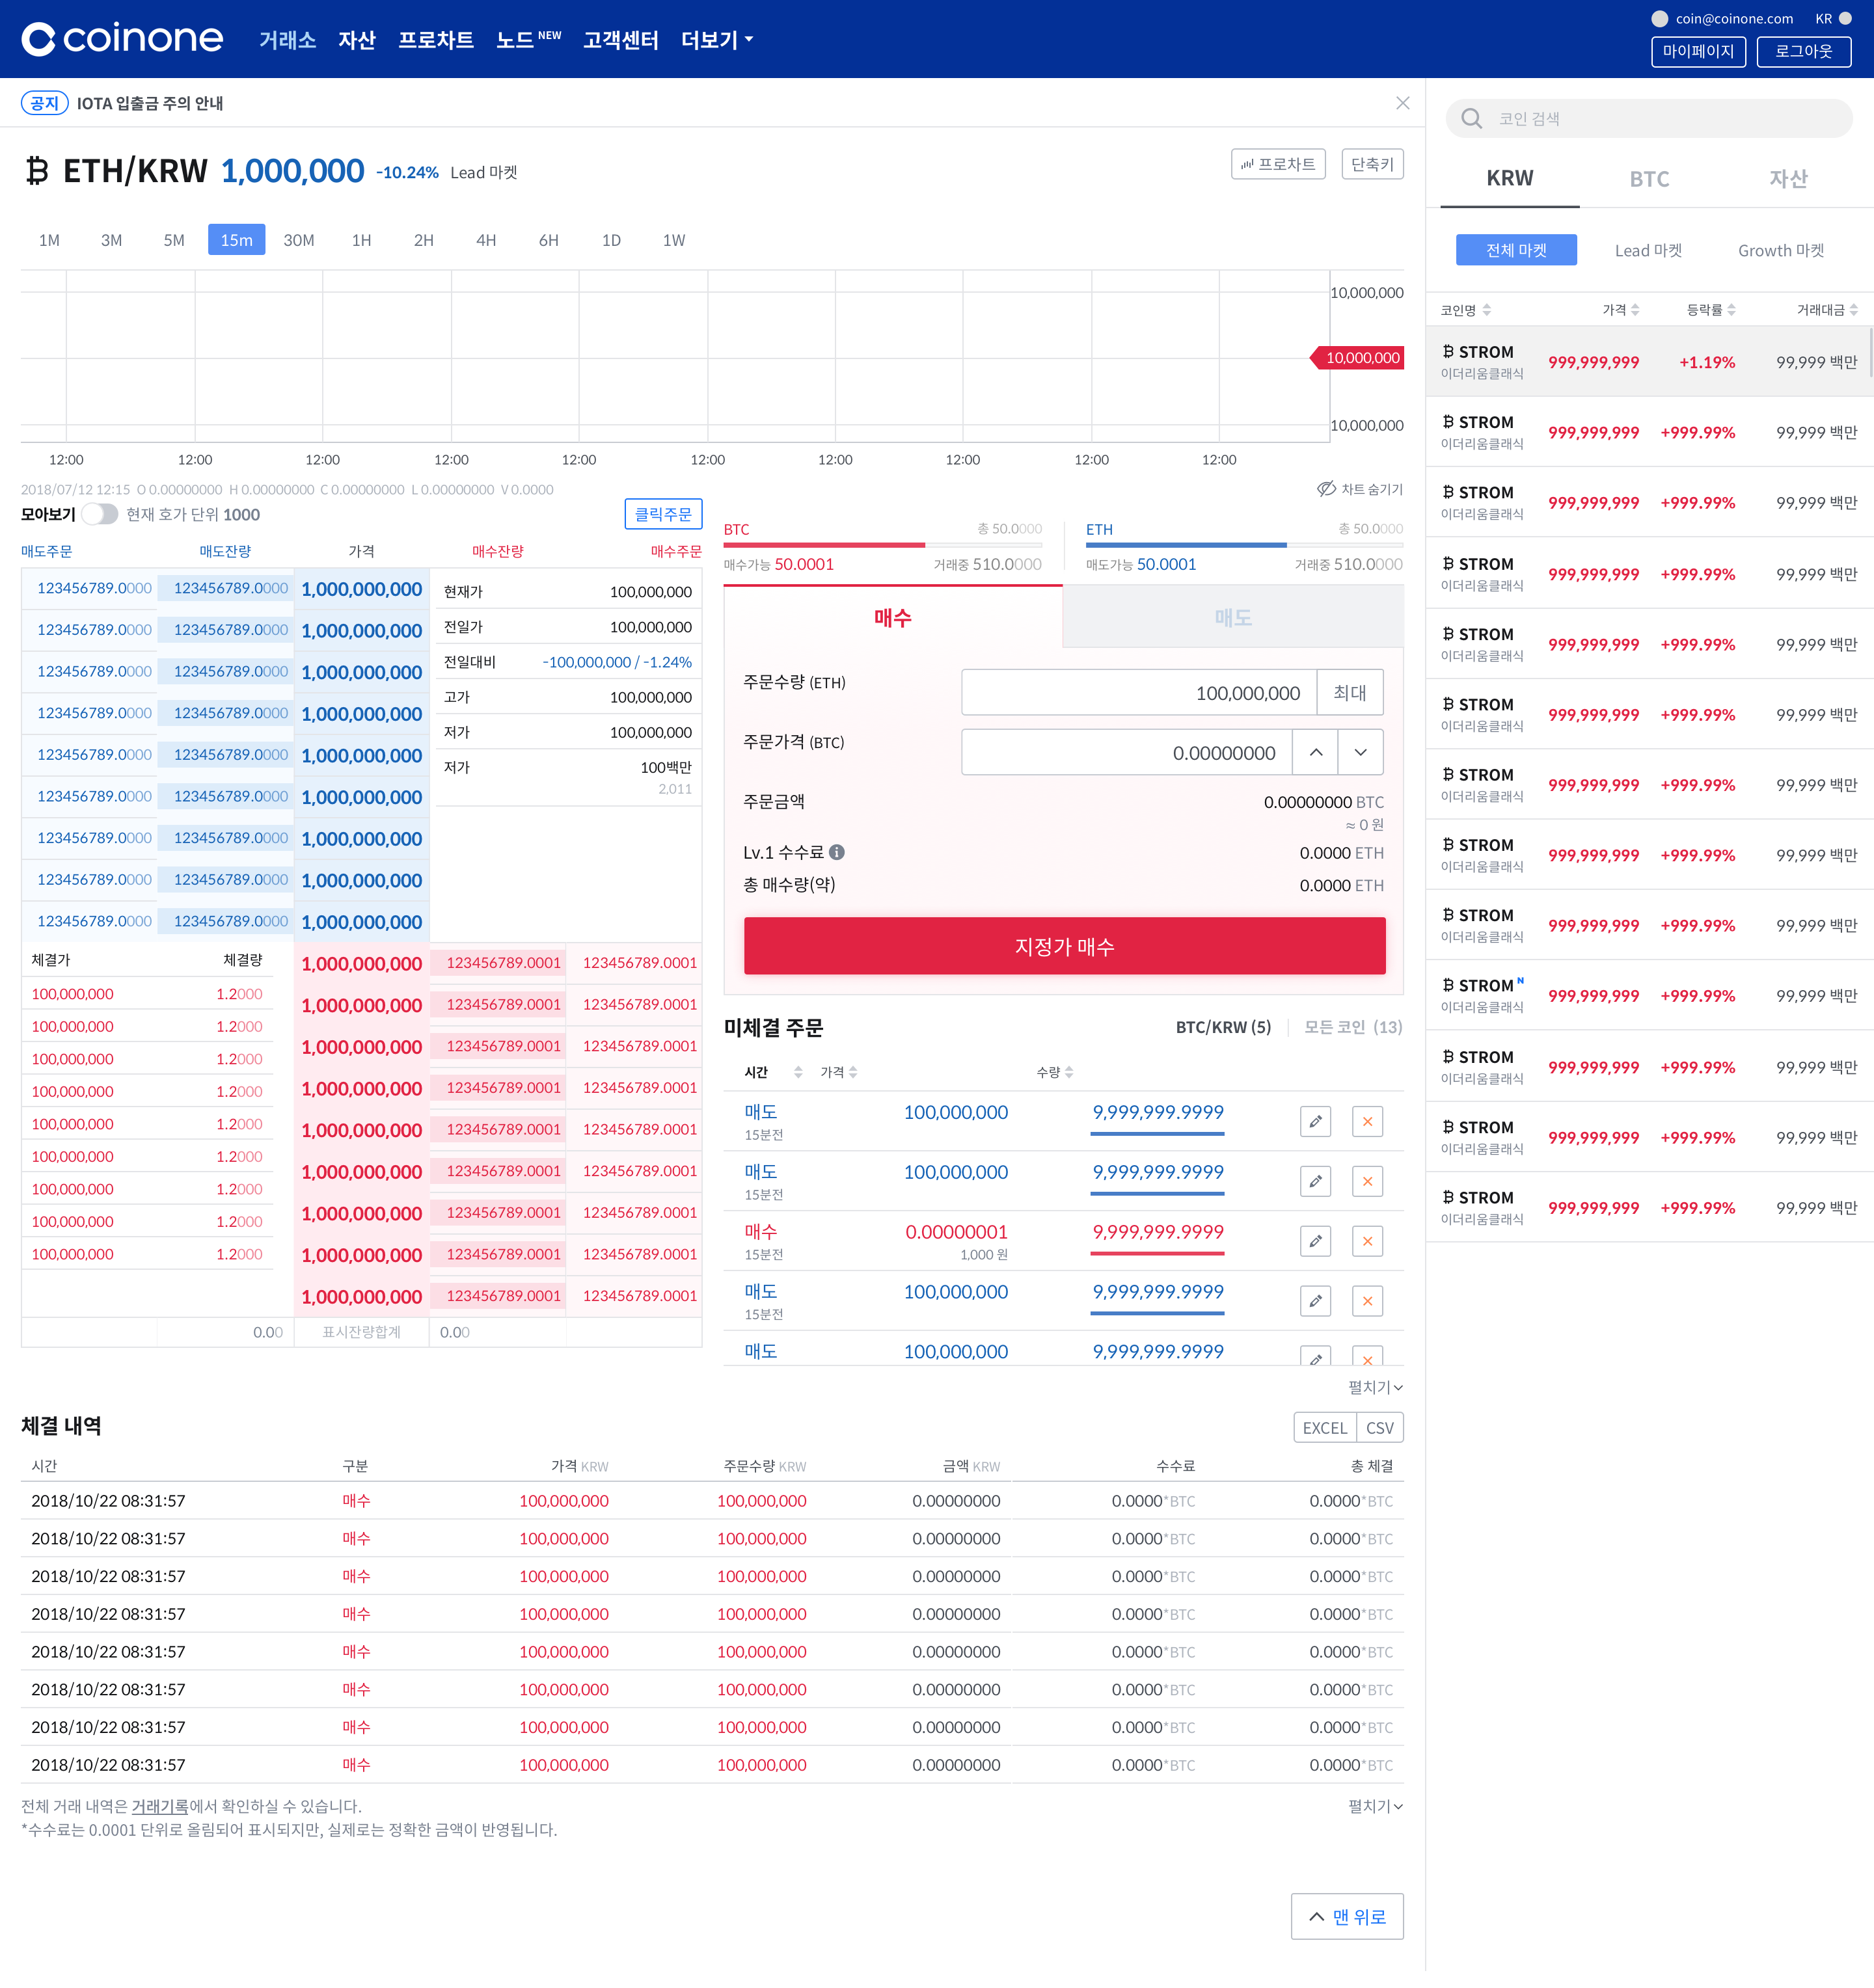 coinone 거래소 자산 프로차트 노드 NEW 고객센터 더보기
coin@coinone.com KR
마이페이지 로그아웃
공지 IOTA 입출금 주의 안내
ETH/KRW 1,000,000 -10.24% Lead 마켓
프로차트 단축키
1M 3M 5M 15m 30M 1H 2H 4H 6H 1D 1W
10,000,000
10,000,000
10,000,000
12:00 12:00 12:00 12:00 12:00 12:00 12:00 12:00 12:00 12:00
2018/07/12 12:15 O 0.00000000 H 0.00000000 C 0.00000000 L 0.00000000 V 0.0000
차트 숨기기
모아보기 현재 호가 단위 1000
클릭주문
매도주문 매도잔량 가격 매수잔량 매수주문
123456789.0000 123456789.0000 1,000,000,000
123456789.0000 123456789.0000 1,000,000,000
123456789.0000 123456789.0000 1,000,000,000
123456789.0000 123456789.0000 1,000,000,000
123456789.0000 123456789.0000 1,000,000,000
123456789.0000 123456789.0000 1,000,000,000
123456789.0000 123456789.0000 1,000,000,000
123456789.0000 123456789.0000 1,000,000,000
123456789.0000 123456789.0000 1,000,000,000
현재가 100,000,000
전일가 100,000,000
전일대비 -100,000,000 / -1.24%
고가 100,000,000
저가 100,000,000
저가 100백만
2,011
체결가 체결량
100,000,000 1.2000
100,000,000 1.2000
100,000,000 1.2000
100,000,000 1.2000
100,000,000 1.2000
100,000,000 1.2000
100,000,000 1.2000
100,000,000 1.2000
100,000,000 1.2000
1,000,000,000 123456789.0001 123456789.0001
1,000,000,000 123456789.0001 123456789.0001
1,000,000,000 123456789.0001 123456789.0001
1,000,000,000 123456789.0001 123456789.0001
1,000,000,000 123456789.0001 123456789.0001
1,000,000,000 123456789.0001 123456789.0001
1,000,000,000 123456789.0001 123456789.0001
1,000,000,000 123456789.0001 123456789.0001
1,000,000,000 123456789.0001 123456789.0001
0.00 표시잔량합계 0.00
BTC 총 50.0000
매수가능 50.0001 거래중 510.0000
ETH 총 50.0000
매도가능 50.0001 거래중 510.0000
매수 매도
주문수량 (ETH) 100,000,000 최대
주문가격 (BTC) 0.00000000
주문금액 0.00000000 BTC
≈ 0 원
Lv.1 수수료 0.0000 ETH
총 매수량(약) 0.0000 ETH
지정가 매수
미체결 주문 BTC/KRW (5) 모든 코인 (13)
시간 가격 수량
매도 100,000,000 9,999,999.9999
15분전
매도 100,000,000 9,999,999.9999
15분전
매수 0.00000001 9,999,999.9999
15분전 1,000 원
매도 100,000,000 9,999,999.9999
15분전
매도 100,000,000 9,999,999.9999
펼치기
체결 내역
EXCEL CSV
시간 구분 가격 KRW 주문수량 KRW 금액 KRW 수수료 총 체결
2018/10/22 08:31:57 매수 100,000,000 100,000,000 0.00000000 0.0000*BTC 0.0000*BTC
2018/10/22 08:31:57 매수 100,000,000 100,000,000 0.00000000 0.0000*BTC 0.0000*BTC
2018/10/22 08:31:57 매수 100,000,000 100,000,000 0.00000000 0.0000*BTC 0.0000*BTC
2018/10/22 08:31:57 매수 100,000,000 100,000,000 0.00000000 0.0000*BTC 0.0000*BTC
2018/10/22 08:31:57 매수 100,000,000 100,000,000 0.00000000 0.0000*BTC 0.0000*BTC
2018/10/22 08:31:57 매수 100,000,000 100,000,000 0.00000000 0.0000*BTC 0.0000*BTC
2018/10/22 08:31:57 매수 100,000,000 100,000,000 0.00000000 0.0000*BTC 0.0000*BTC
2018/10/22 08:31:57 매수 100,000,000 100,000,000 0.00000000 0.0000*BTC 0.0000*BTC
전체 거래 내역은 거래기록에서 확인하실 수 있습니다.
펼치기
*수수료는 0.0001 단위로 올림되어 표시되지만, 실제로는 정확한 금액이 반영됩니다.
맨 위로
코인 검색
KRW BTC 자산
전체 마켓 Lead 마켓 Growth 마켓
코인명 가격 등락률 거래대금
STROM 999,999,999 +1.19% 99,999 백만
이더리움클래식
STROM 999,999,999 +999.99% 99,999 백만
이더리움클래식
STROM 999,999,999 +999.99% 99,999 백만
이더리움클래식
STROM 999,999,999 +999.99% 99,999 백만
이더리움클래식
STROM 999,999,999 +999.99% 99,999 백만
이더리움클래식
STROM 999,999,999 +999.99% 99,999 백만
이더리움클래식
STROM 999,999,999 +999.99% 99,999 백만
이더리움클래식
STROM 999,999,999 +999.99% 99,999 백만
이더리움클래식
STROM 999,999,999 +999.99% 99,999 백만
이더리움클래식
STROM N 999,999,999 +999.99% 99,999 백만
이더리움클래식
STROM 999,999,999 +999.99% 99,999 백만
이더리움클래식
STROM 999,999,999 +999.99% 99,999 백만
이더리움클래식
STROM 999,999,999 +999.99% 99,999 백만
이더리움클래식